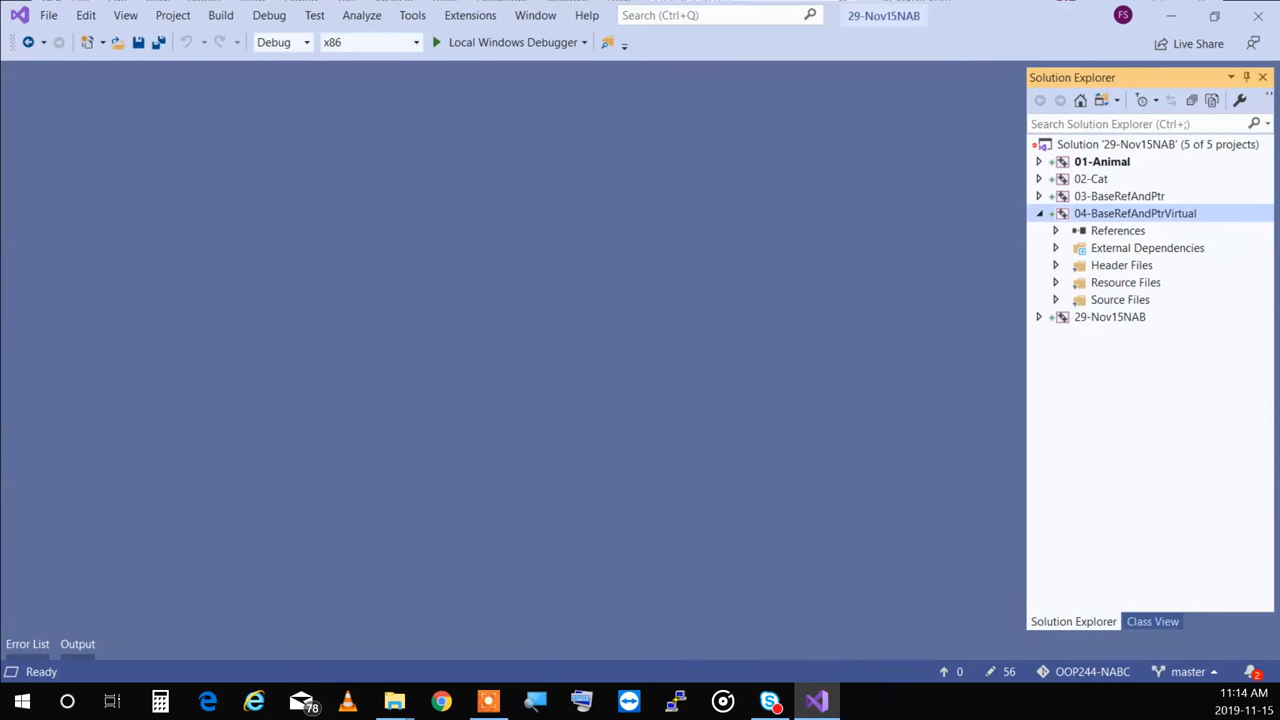 File Edit View Project Build Debug Test Analyze Tools Extensions Window Help Search (Ctrl+Q) 29-Nov15NAB FS
Debug x86 Local Windows Debugger Live Share
Solution Explorer
Search Solution Explorer (Ctrl+;)
Solution '29-Nov15NAB' (5 of 5 projects)
01-Animal
02-Cat
03-BaseRefAndPtr
04-BaseRefAndPtrVirtual
References
External Dependencies
Header Files
Resource Files
Source Files
29-Nov15NAB
Solution Explorer Class View
Error List Output
Ready 0 56 OOP244-NABC master 2
78
11:14 AM
2019-11-15